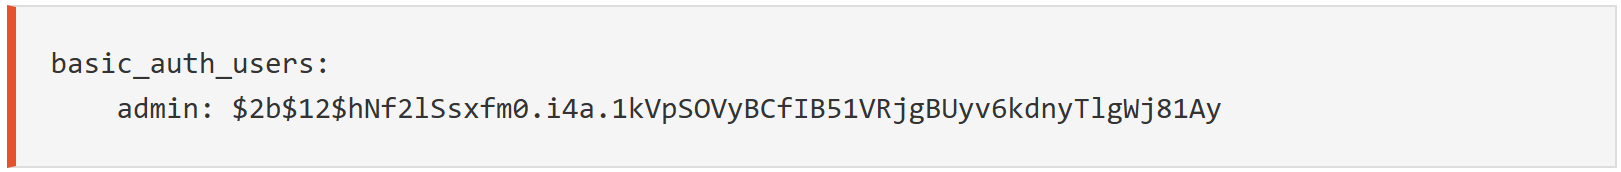 basic_auth_users:
    admin: $2b$12$hNf2lSsxfm0.i4a.1kVpSOVyBCfIB51VRjgBUyv6kdnyTlgWj81Ay